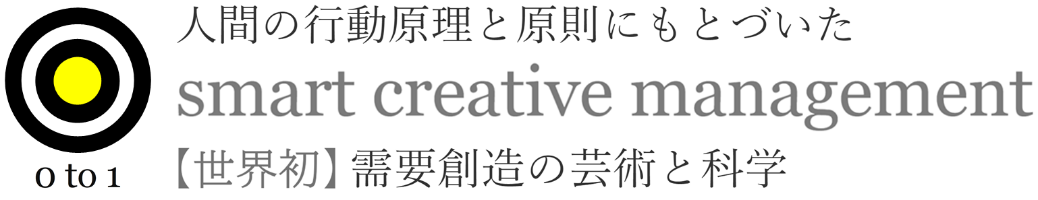 人間の行動原理と原則にもとづいた
smart creative management
【世界初】需要創造の芸術と科学
0 to 1